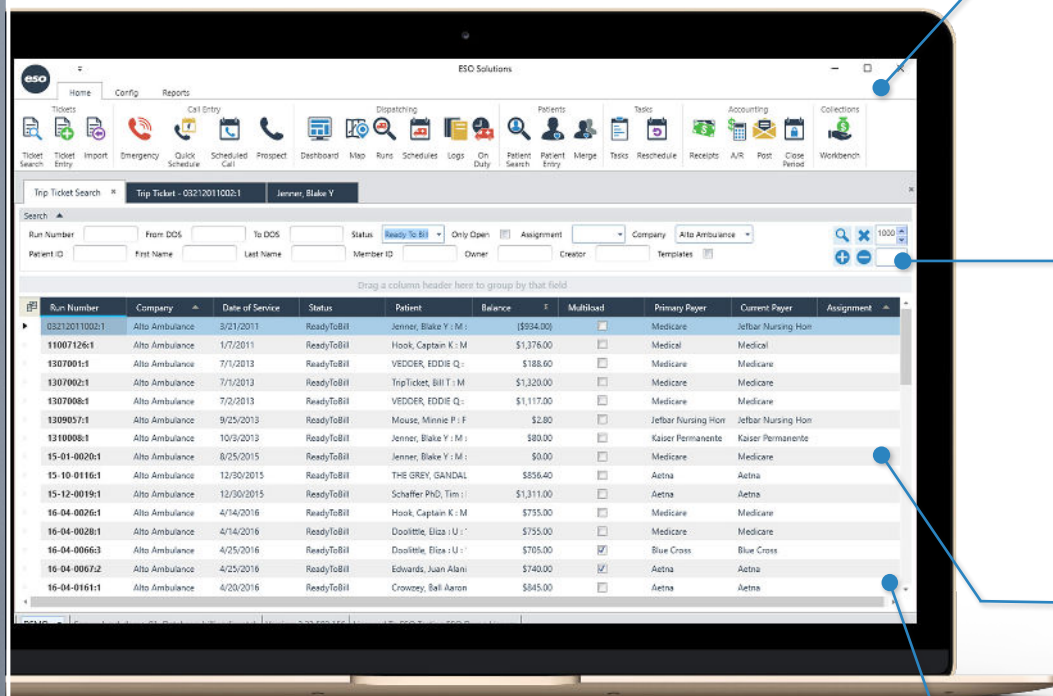 ESO Solutions
eso
Home Config Reports
Tickets Call Entry Dispatching Patients Tasks Accounting Collections
Ticket Search Ticket Entry Import Emergency Quick Schedule Scheduled Call Prospect Dashboard Map Runs Schedules Logs On Duty Patient Search Patient Entry Merge Tasks Reschedule Receipts A/R Post Close Period Workbench
Trip Ticket Search Trip Ticket - 03212011002:1 Jenner, Blake Y
Search
Run Number From DOS To DOS Status Ready To Bill Only Open Assignment Company Alto Ambulance 1000
Patient ID First Name Last Name Member ID Owner Creator Templates
Drag a column header here to group by that field
Run Number Company Date of Service Status Patient Balance Multiload Primary Payer Current Payer Assignment
03212011002:1 Alto Ambulance 3/21/2011 ReadyToBill Jenner, Blake Y : M : ($934.00) Medicare Jefbar Nursing Hom
11007126:1 Alto Ambulance 1/7/2011 ReadyToBill Hook, Captain K : M $1,376.00 Medical Medical
1307001:1 Alto Ambulance 7/1/2013 ReadyToBill VEDDER, EDDIE Q : $188.60 Medicare Medicare
1307002:1 Alto Ambulance 7/1/2013 ReadyToBill TripTicket, Bill T : M $1,320.00 Medicare Medicare
1307008:1 Alto Ambulance 7/2/2013 ReadyToBill VEDDER, EDDIE Q : $1,117.00 Medicare Medicare
1309057:1 Alto Ambulance 9/25/2013 ReadyToBill Mouse, Minnie P : F $2.80 Jefbar Nursing Hom Jefbar Nursing Hom
1310008:1 Alto Ambulance 10/3/2013 ReadyToBill Jenner, Blake Y : M : $80.00 Kaiser Permanente Kaiser Permanente
15-01-0020:1 Alto Ambulance 8/25/2015 ReadyToBill Jenner, Blake Y : M : $0.00 Medicare Medicare
15-10-0116:1 Alto Ambulance 12/30/2015 ReadyToBill THE GREY, GANDAL $856.40 Aetna Aetna
15-12-0019:1 Alto Ambulance 12/30/2015 ReadyToBill Schaffer PhD, Tim : $1,311.00 Aetna Aetna
16-04-0026:1 Alto Ambulance 4/14/2016 ReadyToBill Hook, Captain K : M $735.00 Medicare Medicare
16-04-0028:1 Alto Ambulance 4/14/2016 ReadyToBill Doolittle, Eliza : U : $755.00 Medicare Medicare
16-04-0066:3 Alto Ambulance 4/25/2016 ReadyToBill Doolittle, Eliza : U : $705.00 Blue Cross Blue Cross
16-04-0067:2 Alto Ambulance 4/25/2016 ReadyToBill Edwards, Juan Alani $740.00 Aetna Aetna
16-04-0161:1 Alto Ambulance 4/20/2016 ReadyToBill Crowzey, Ball Aaron $845.00 Aetna Aetna